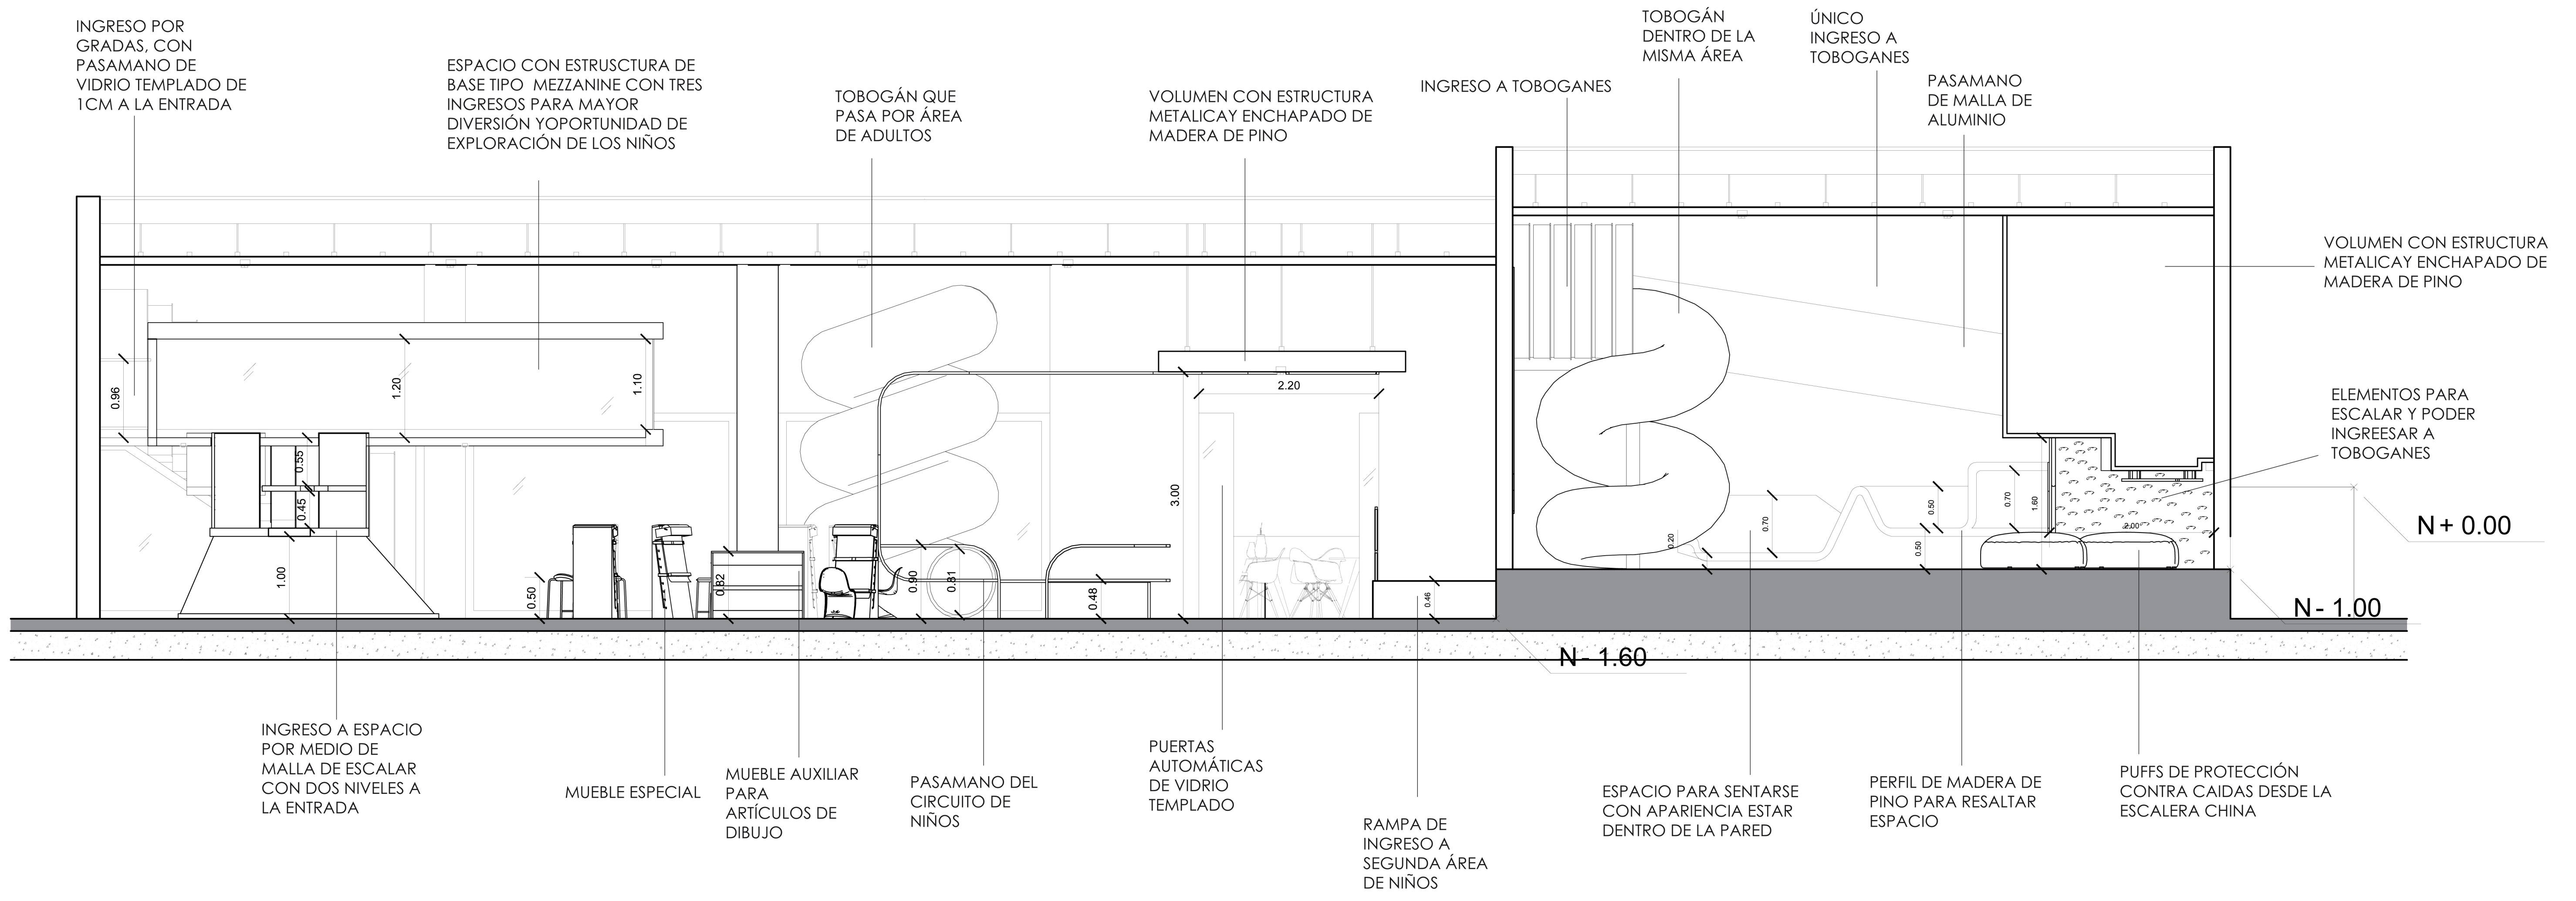 INGRESO POR
GRADAS, CON
PASAMANO DE
VIDRIO TEMPLADO DE
1CM A LA ENTRADA
ESPACIO CON ESTRUSCTURA DE
BASE TIPO MEZZANINE CON TRES
INGRESOS PARA MAYOR
DIVERSIÓN YOPORTUNIDAD DE
EXPLORACIÓN DE LOS NIÑOS
TOBOGÁN QUE
PASA POR ÁREA
DE ADULTOS
VOLUMEN CON ESTRUCTURA
METALICAY ENCHAPADO DE
MADERA DE PINO
INGRESO A TOBOGANES
TOBOGÁN
DENTRO DE LA
MISMA ÁREA
ÚNICO
INGRESO A
TOBOGANES
PASAMANO
DE MALLA DE
ALUMINIO
VOLUMEN CON ESTRUCTURA
METALICAY ENCHAPADO DE
MADERA DE PINO
ELEMENTOS PARA
ESCALAR Y PODER
INGREESAR A
TOBOGANES
0.96
1.20
1.10
0.55
0.45
1.00
0.50
0.82
0.90
0.81
0.48
3.00
2.20
0.46
0.20
0.70
0.50
0.50
0.70
1.60
2.00
N + 0.00
N - 1.00
N - 1.60
INGRESO A ESPACIO
POR MEDIO DE
MALLA DE ESCALAR
CON DOS NIVELES A
LA ENTRADA
MUEBLE ESPECIAL
MUEBLE AUXILIAR
PARA
ARTÍCULOS DE
DIBUJO
PASAMANO DEL
CIRCUITO DE
NIÑOS
PUERTAS
AUTOMÁTICAS
DE VIDRIO
TEMPLADO
RAMPA DE
INGRESO A
SEGUNDA ÁREA
DE NIÑOS
ESPACIO PARA SENTARSE
CON APARIENCIA ESTAR
DENTRO DE LA PARED
PERFIL DE MADERA DE
PINO PARA RESALTAR
ESPACIO
PUFFS DE PROTECCIÓN
CONTRA CAIDAS DESDE LA
ESCALERA CHINA